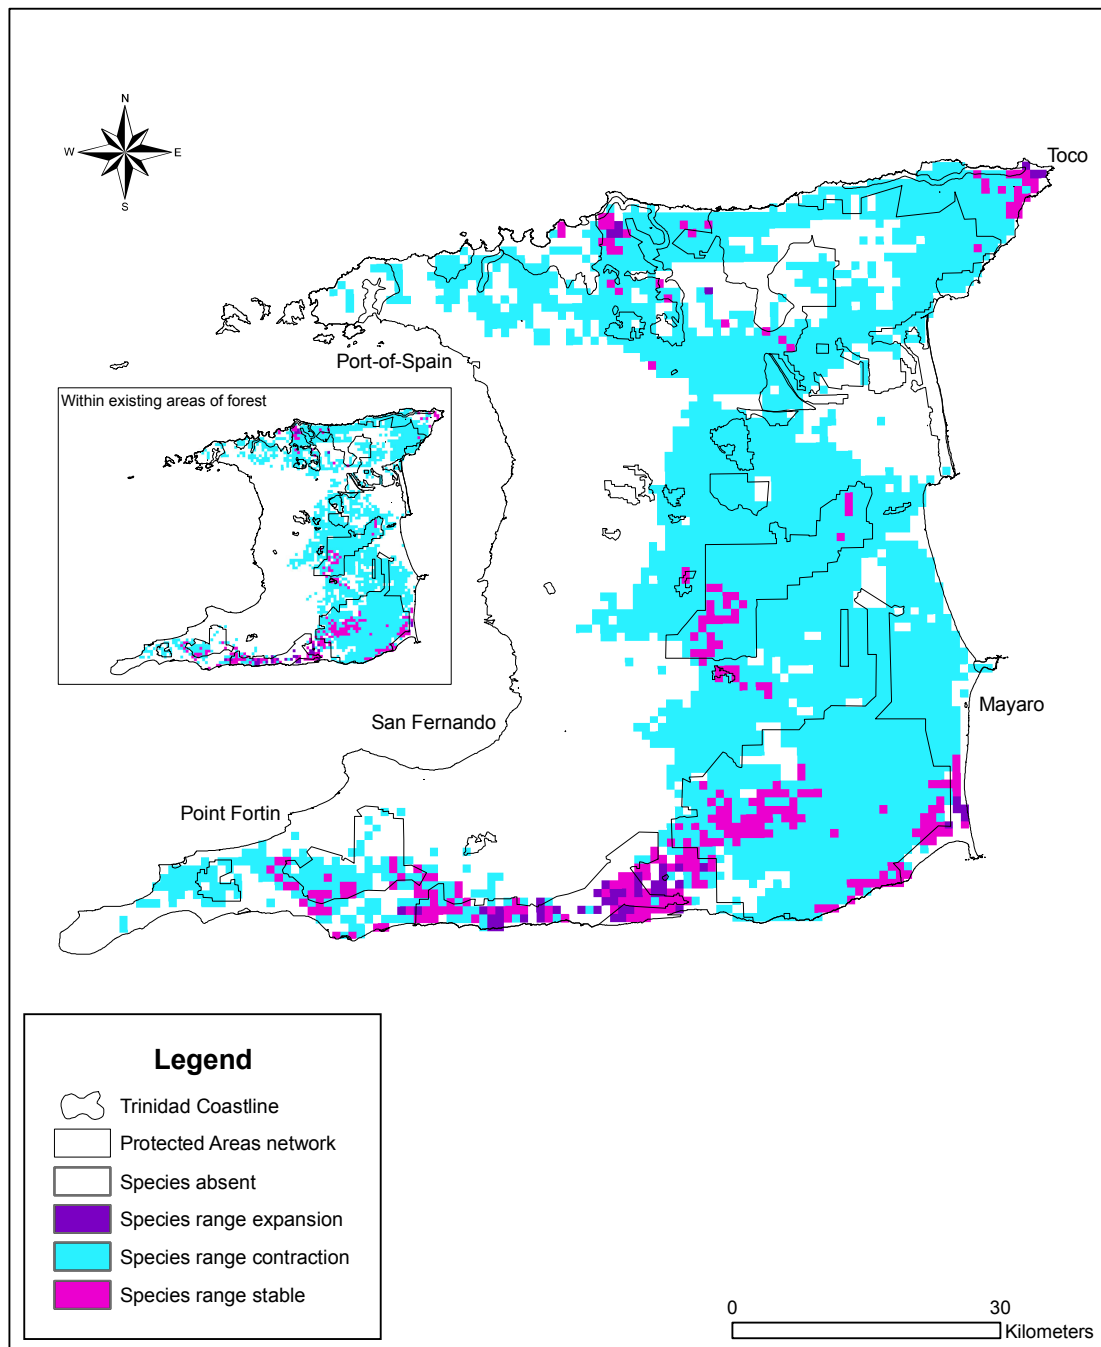 N
W E
S
Toco
Port-of-Spain
Within existing areas of forest
San Fernando
Mayaro
Point Fortin
Legend
Trinidad Coastline
Protected Areas network
Species absent
Species range expansion
Species range contraction
Species range stable
0 30
Kilometers